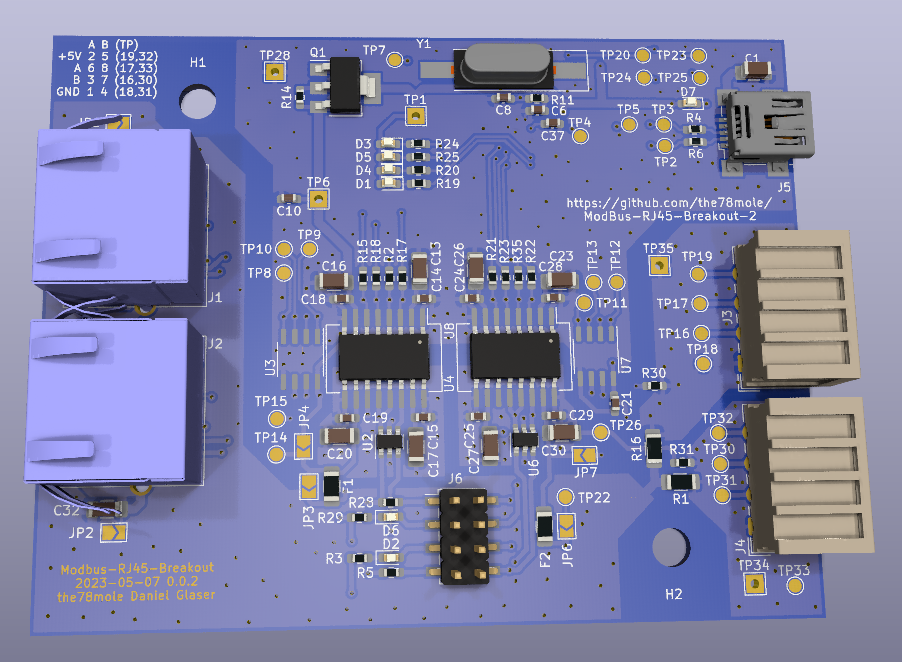 A B (TP)
+5V 2 5 (19,32)
A 6 8 (17,33)
B 3 7 (16,30)
GND 1 4 (18,31)
H1
TP28
Q1
TP7
Y1
TP20
TP23
TP24
TP25
C1
R14
TP1
C8
R11
C6
C37
TP4
D7
TP5
TP3
R4
R6
TP2
J5
D3
R24
D5
R25
D4
R20
D1
R19
TP6
C10
https://github.com/the78mole/
ModBus-RJ45-Breakout-2
TP10
TP9
TP8
R15
R18
R2
R17
C13
C14
C16
C18
C26
C24
R21
R23
R35
R22
C23
C28
TP13
TP12
TP11
TP35
TP19
TP17
TP16
TP18
J3
J1
J2
U3
U8
U4
U7
R30
C21
TP15
TP14
JP4
C19
C20
U2
C15
C17
C25
C27
U6
C29
C30
TP26
JP7
R16
R31
R1
TP32
TP30
TP31
C32
JP2
JP3
F1
R28
R29
D6
D2
R3
R5
J6
TP22
F2
JP6
H2
J4
TP34
TP33
Modbus-RJ45-Breakout
2023-05-07 0.0.2
the78mole Daniel Glaser